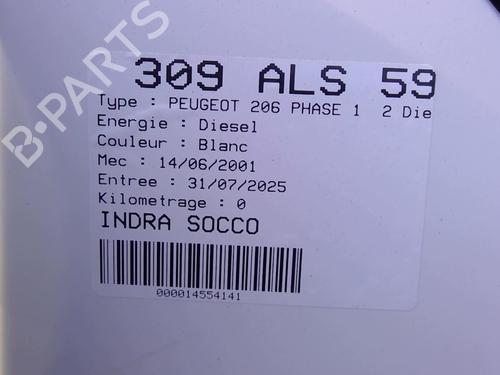 309 ALS 59
Type : PEUGEOT 206 PHASE 1 2 Die
Energie : Diesel
Couleur : Blanc
Mec : 14/06/2001
Entree : 31/07/2025
Kilometrage : 0
INDRA SOCCO
000014554141
B-PARTS